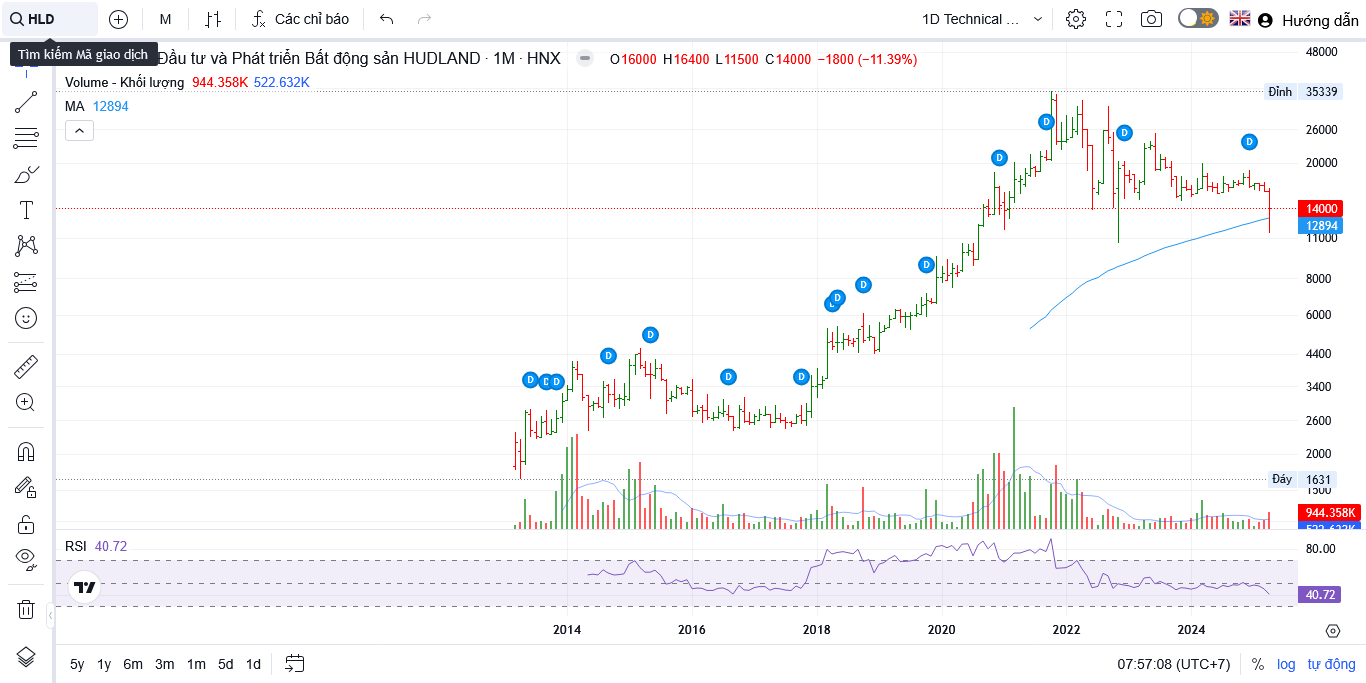 HLD M Các chỉ báo 1D Technical ... Hướng dẫn
Tìm kiếm Mã giao dịch
Đầu tư và Phát triển Bất động sản HUDLAND · 1M · HNX O16000 H16400 L11500 C14000 −1800 (−11.39%)
Volume - Khối lượng 944.358K 522.632K
MA 12894
48000
Đỉnh 35339
26000
20000
14000
12894
11000
8000
6000
4400
3400
2600
2000
Đáy 1631
1500
944.358K
522.632K
D D D D D D D D D D D D D D
RSI 40.72
80.00
40.72
2014 2016 2018 2020 2022 2024
5y 1y 6m 3m 1m 5d 1d 07:57:08 (UTC+7) % log tự động